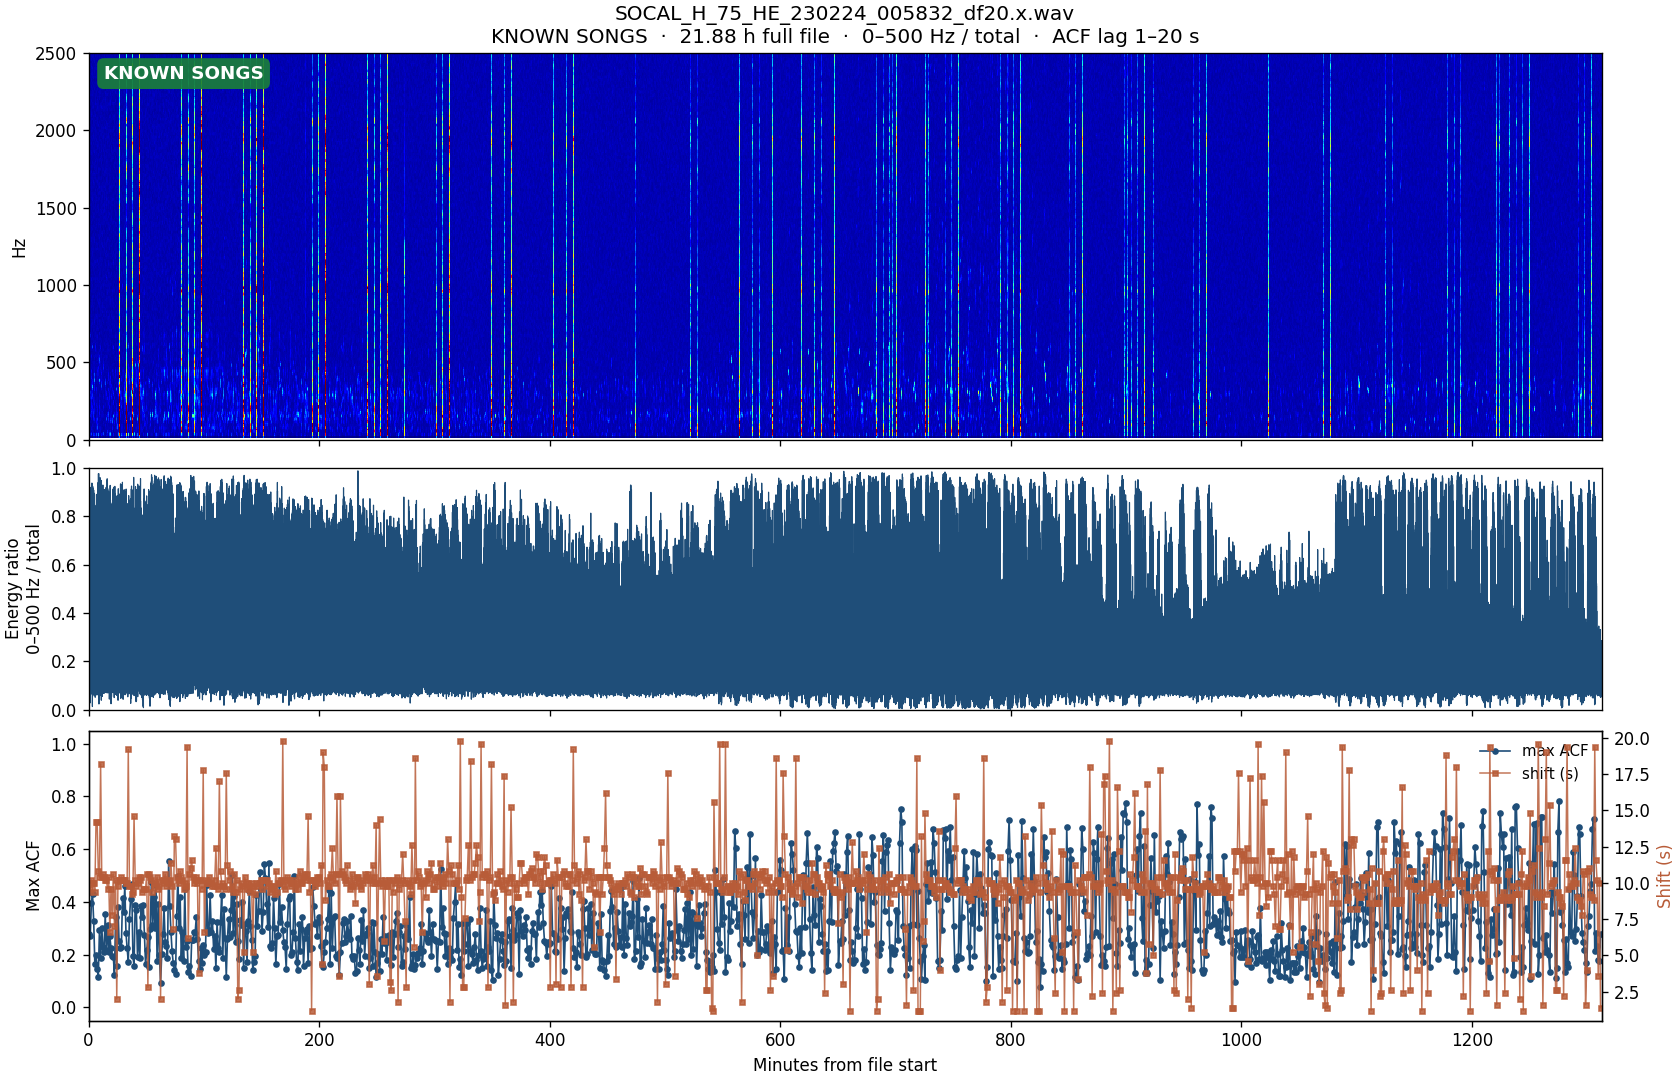 SOCAL_H_75_HE_230224_005832_df20.x.wav
KNOWN SONGS · 21.88 h full file · 0–500 Hz / total · ACF lag 1–20 s
KNOWN SONGS
2500
2000
1500
1000
500
0
Hz
1.0
0.8
0.6
0.4
0.2
0.0
Energy ratio
0–500 Hz / total
1.0
0.8
0.6
0.4
0.2
0.0
Max ACF
max ACF
shift (s)
20.0
17.5
15.0
12.5
10.0
7.5
5.0
2.5
Shift (s)
0 200 400 600 800 1000 1200
Minutes from file start